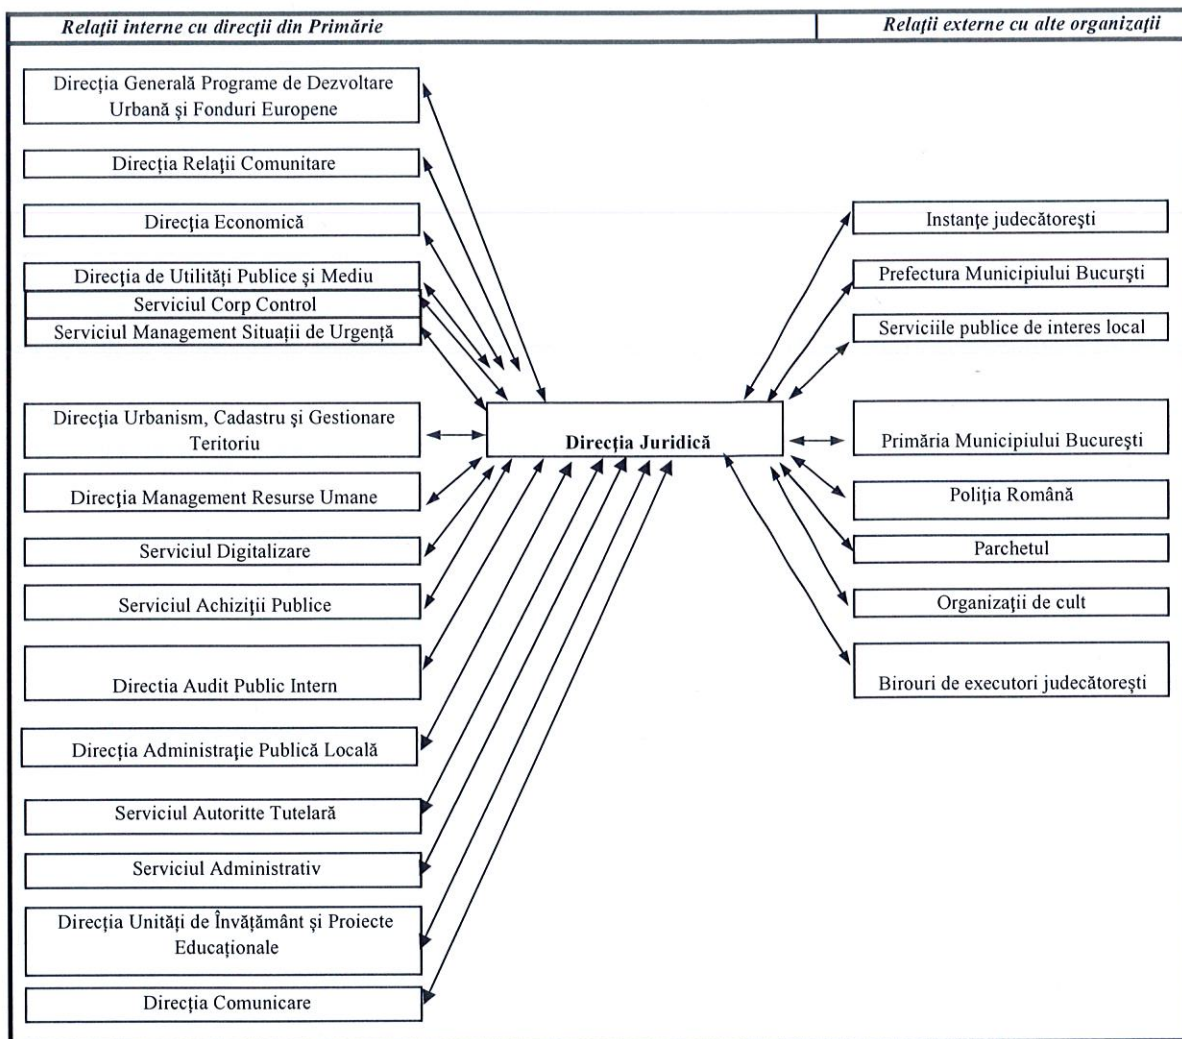 Relații interne cu direcții din Primărie
Relații externe cu alte organizații
Direcția Generală Programe de Dezvoltare
Urbană și Fonduri Europene
Direcția Relații Comunitare
Direcția Economică
Direcția de Utilități Publice și Mediu
Serviciul Corp Control
Serviciul Management Situații de Urgență
Direcția Urbanism, Cadastru și Gestionare
Teritoriu
Direcția Management Resurse Umane
Serviciul Digitalizare
Serviciul Achiziții Publice
Directia Audit Public Intern
Direcția Administrație Publică Locală
Serviciul Autoritte Tutelară
Serviciul Administrativ
Direcția Unități de Învățământ și Proiecte
Educaționale
Direcția Comunicare
Direcția Juridică
Instanțe judecătorești
Prefectura Municipiului Bucurști
Serviciile publice de interes local
Primăria Municipiului București
Poliția Română
Parchetul
Organizații de cult
Birouri de executori judecătorești